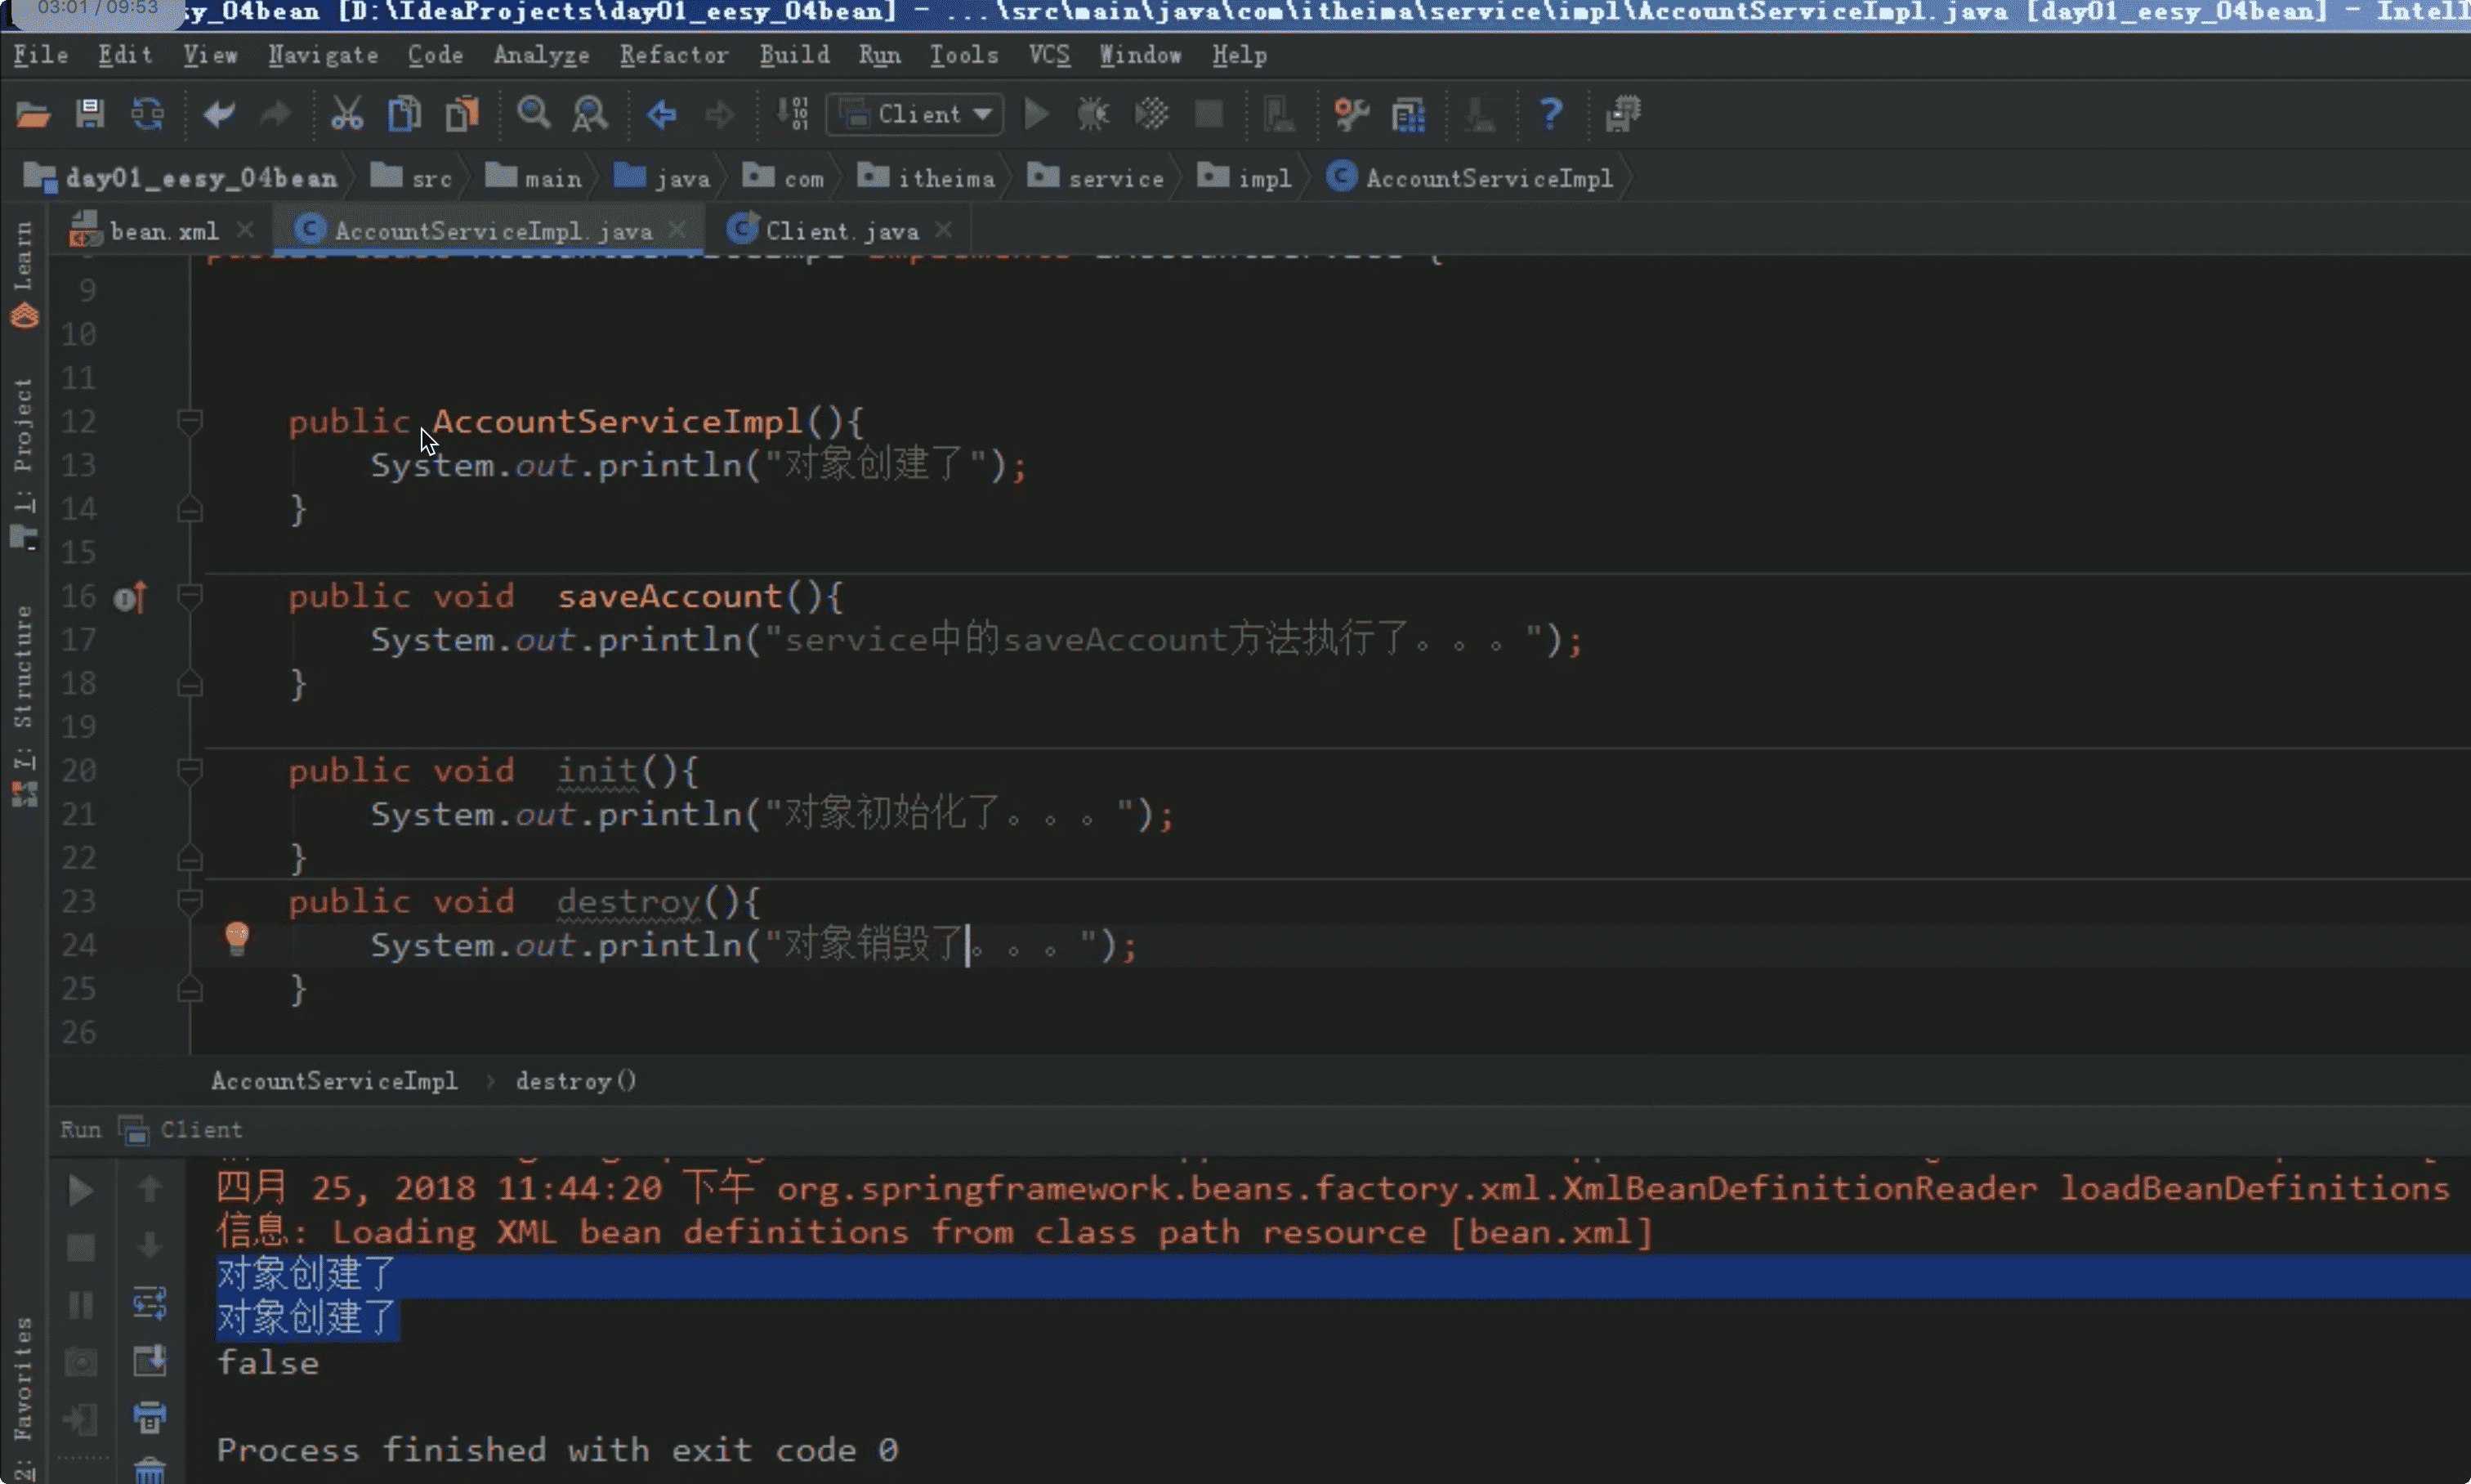 03:01 / 09:53
sy_04bean [D:\IdeaProjects\day01_eesy_04bean] - ...\src\main\java\com\itheima\service\impl\AccountServiceImpl.java [day01_eesy_04bean] - Intell
File Edit View Navigate Code Analyze Refactor Build Run Tools VCS Window Help
Client
day01_eesy_04bean src main java com itheima service impl AccountServiceImpl
bean.xml AccountServiceImpl.java Client.java
Learn
1: Project
7: Structure
2: Favorites
9
10
11
12 public AccountServiceImpl(){
13 System.out.println("对象创建了");
14 }
15
16 public void saveAccount(){
17 System.out.println("service中的saveAccount方法执行了。。。");
18 }
19
20 public void init(){
21 System.out.println("对象初始化了。。。");
22 }
23 public void destroy(){
24 System.out.println("对象销毁了。。。");
25 }
26
AccountServiceImpl › destroy()
Run Client
四月 25, 2018 11:44:20 下午 org.springframework.beans.factory.xml.XmlBeanDefinitionReader loadBeanDefinitions
信息: Loading XML bean definitions from class path resource [bean.xml]
对象创建了
对象创建了
false
Process finished with exit code 0